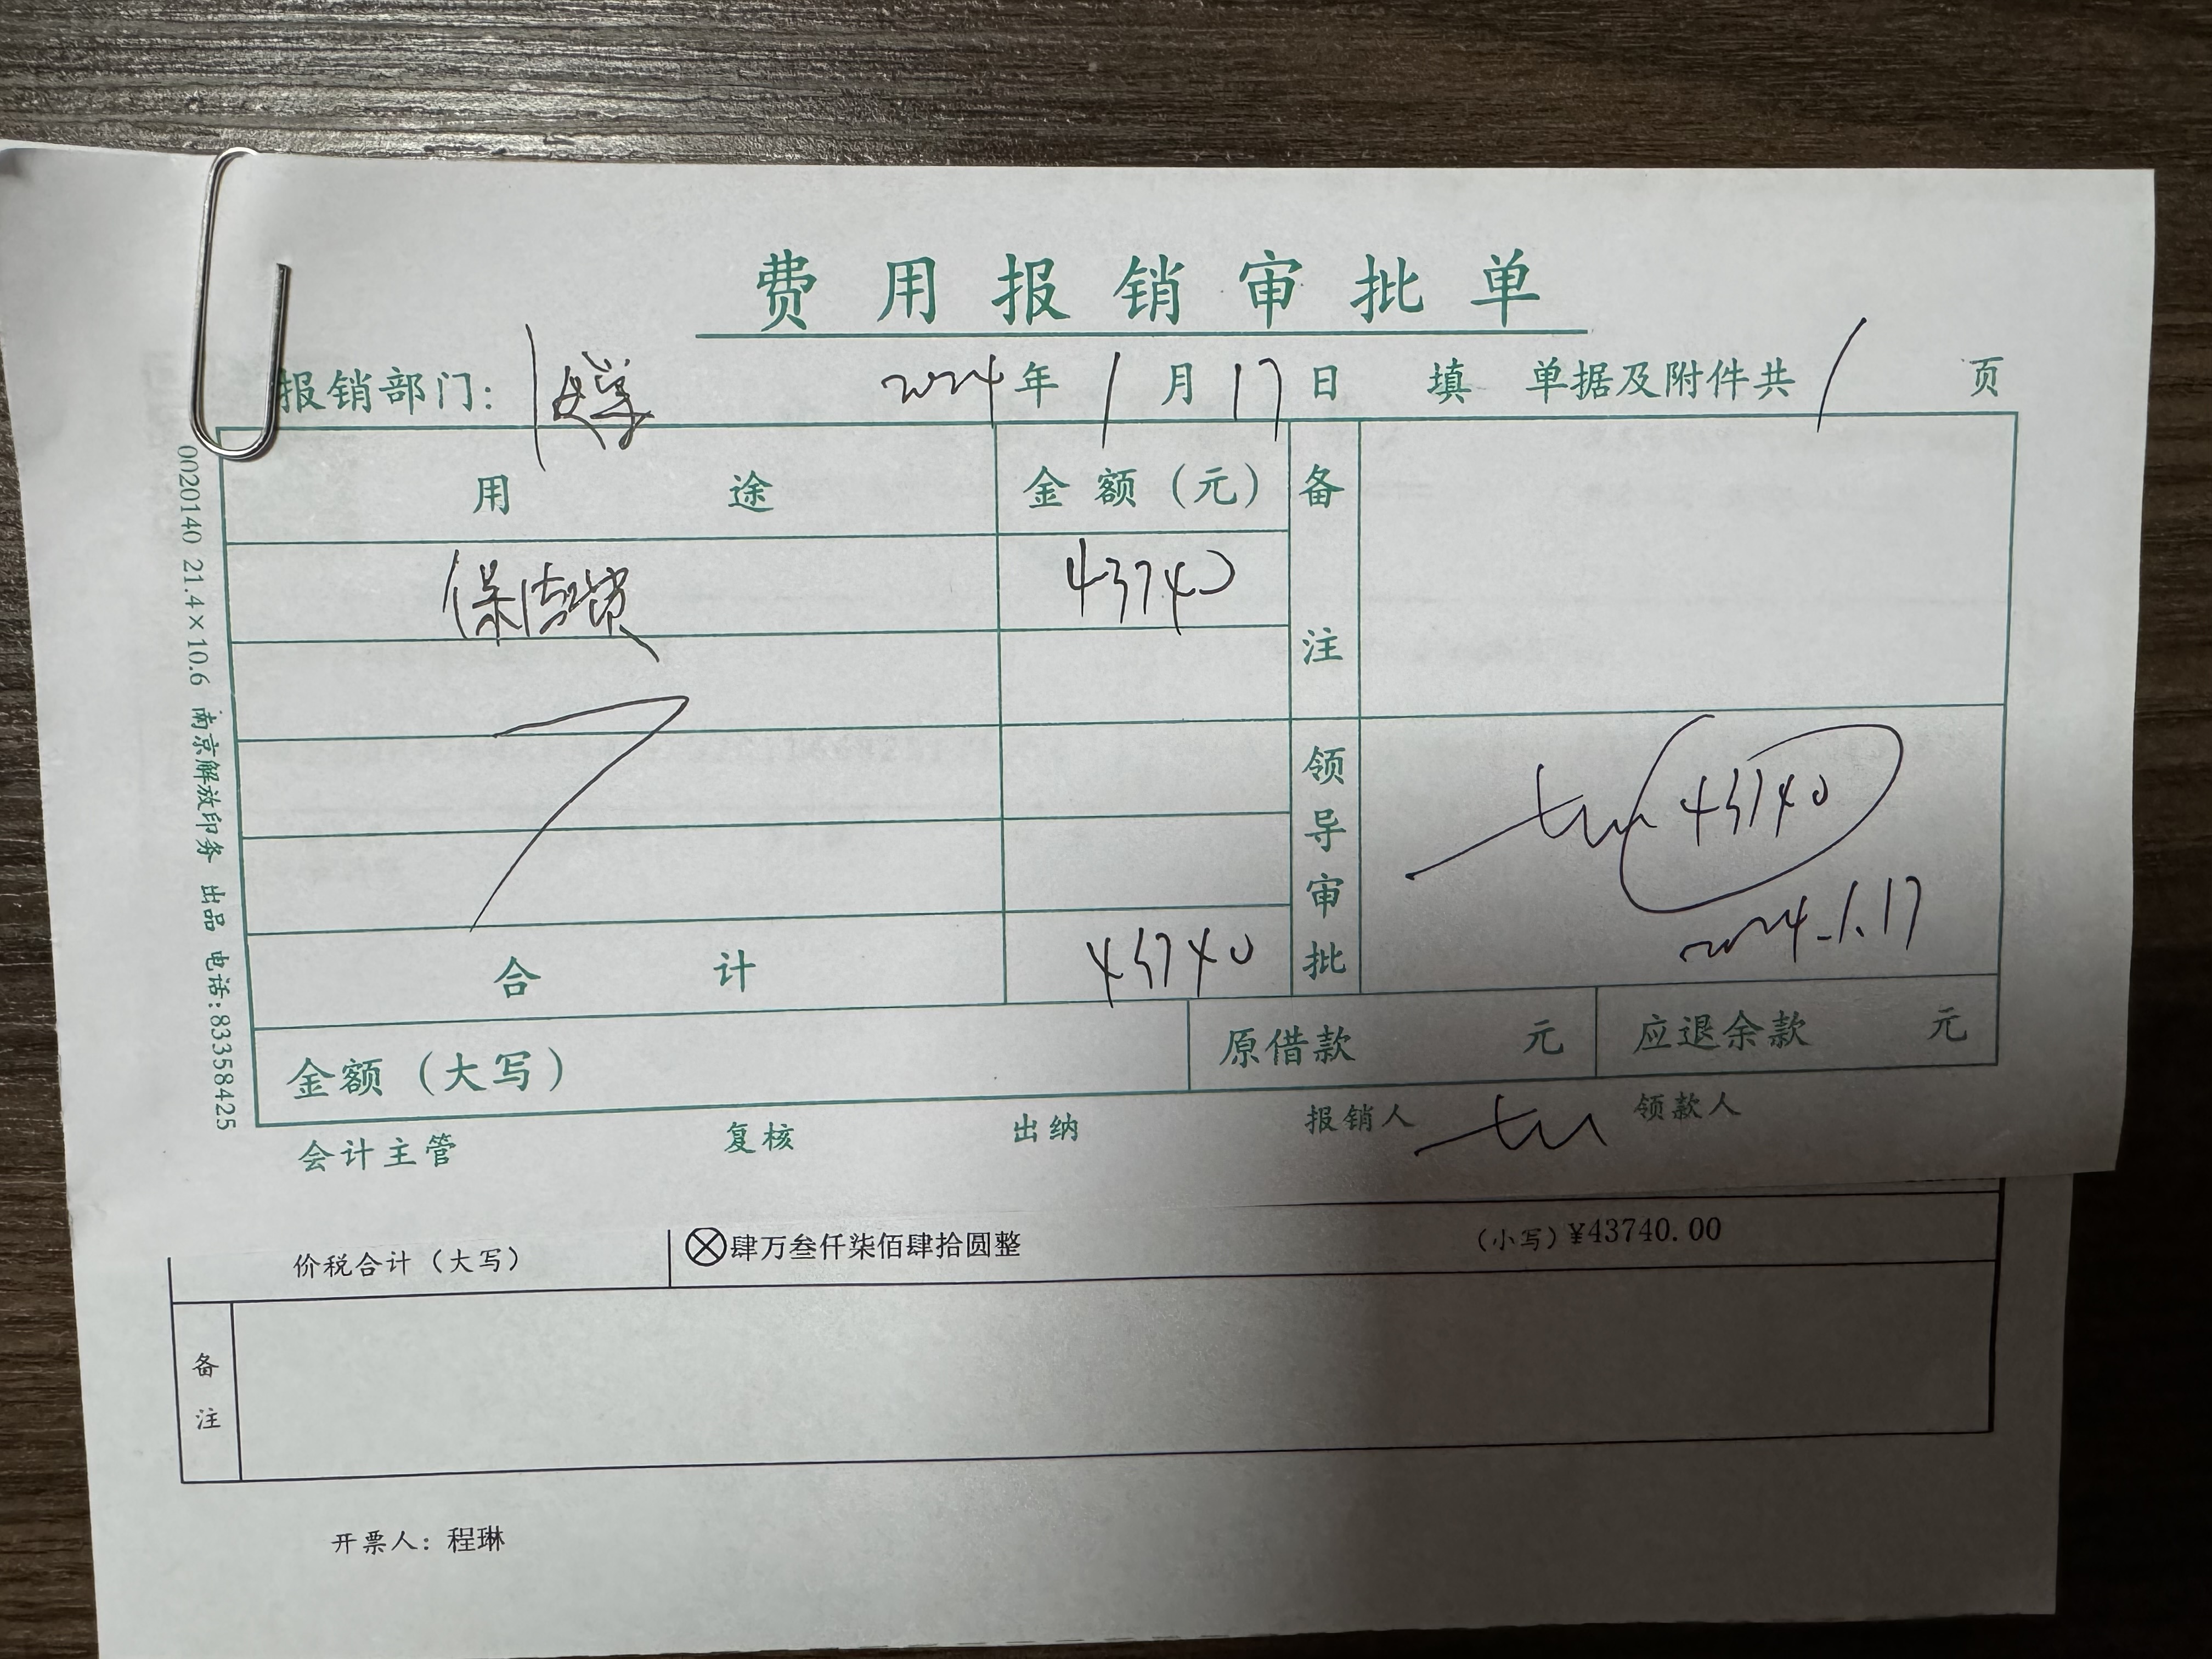 费用报销审批单
报销部门： 2024年1月17日 填 单据及附件共 1 页
用途 金额（元） 备注
保洁费 43740
合计 43740
领导审批 43740
2024.1.17
金额（大写） 原借款 元 应退余款 元
会计主管 复核 出纳 报销人 领款人
0020140 21.4×10.6 南京解放印务 出品 电话:83358425
价税合计（大写） ⊗肆万叁仟柒佰肆拾圆整 （小写）¥43740.00
备注
开票人：程琳